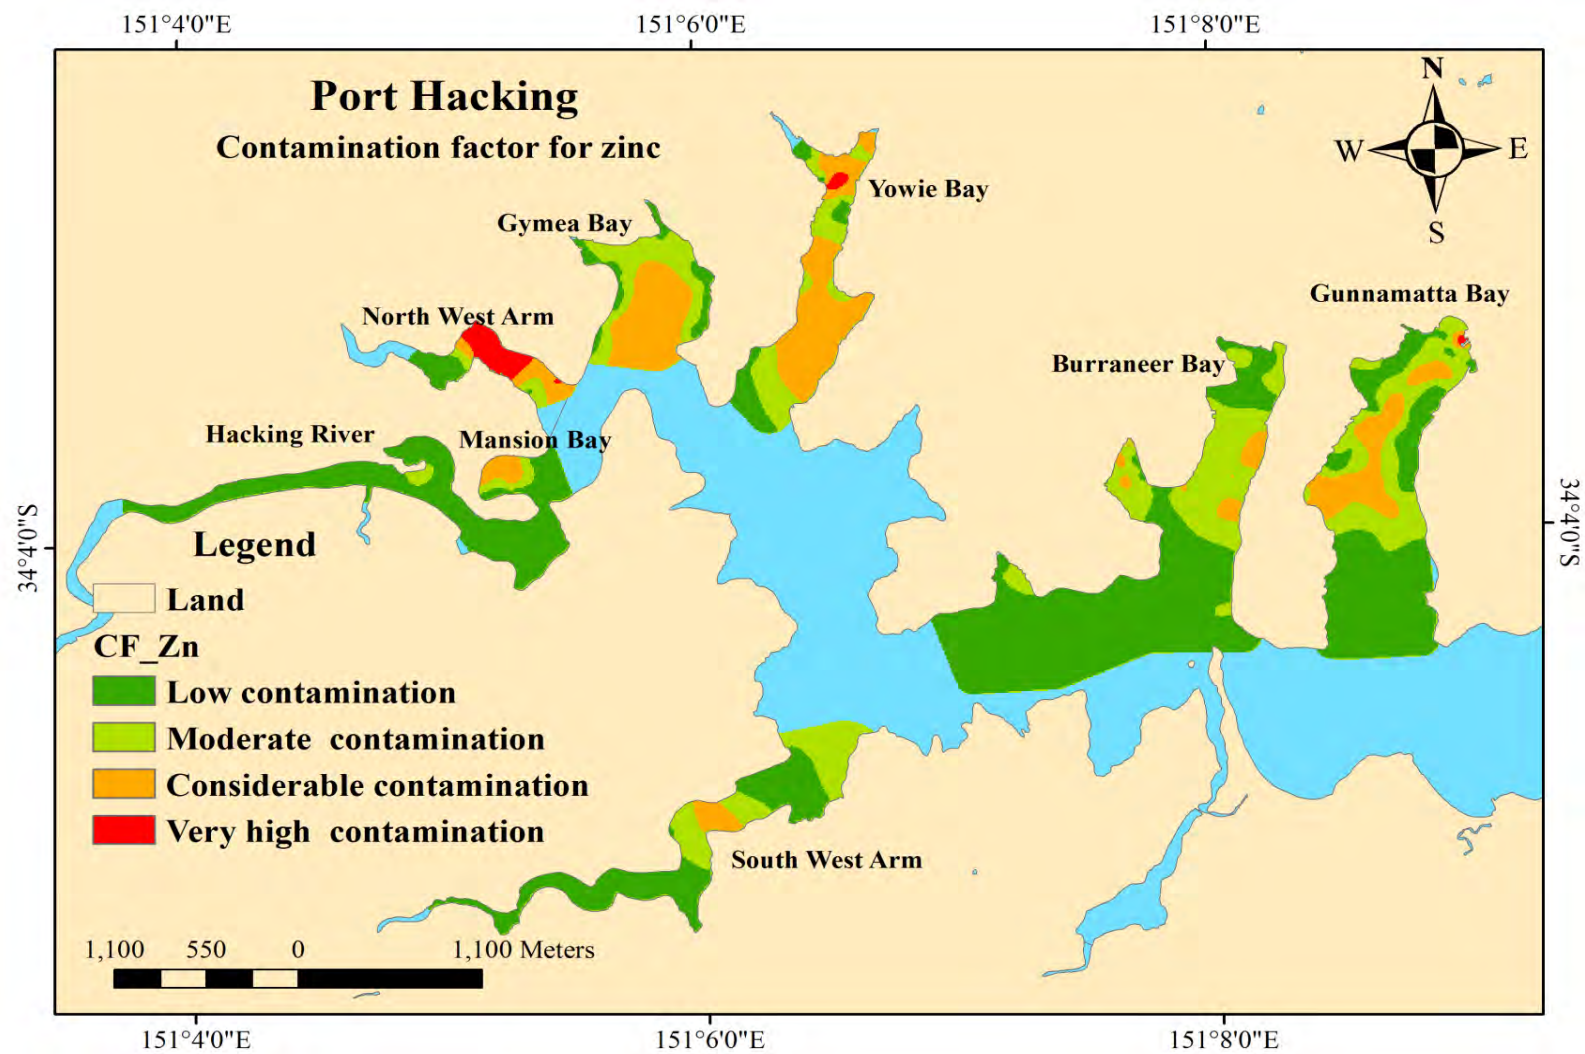 151°4'0"E 151°6'0"E 151°8'0"E
Port Hacking
Contamination factor for zinc
N
W E
S
Yowie Bay
Gymea Bay
Gunnamatta Bay
North West Arm
Burraneer Bay
Hacking River
Mansion Bay
34°4'0"S
34°4'0"S
Legend
Land
CF_Zn
Low contamination
Moderate contamination
Considerable contamination
Very high contamination
South West Arm
1,100 550 0 1,100 Meters
151°4'0"E 151°6'0"E 151°8'0"E